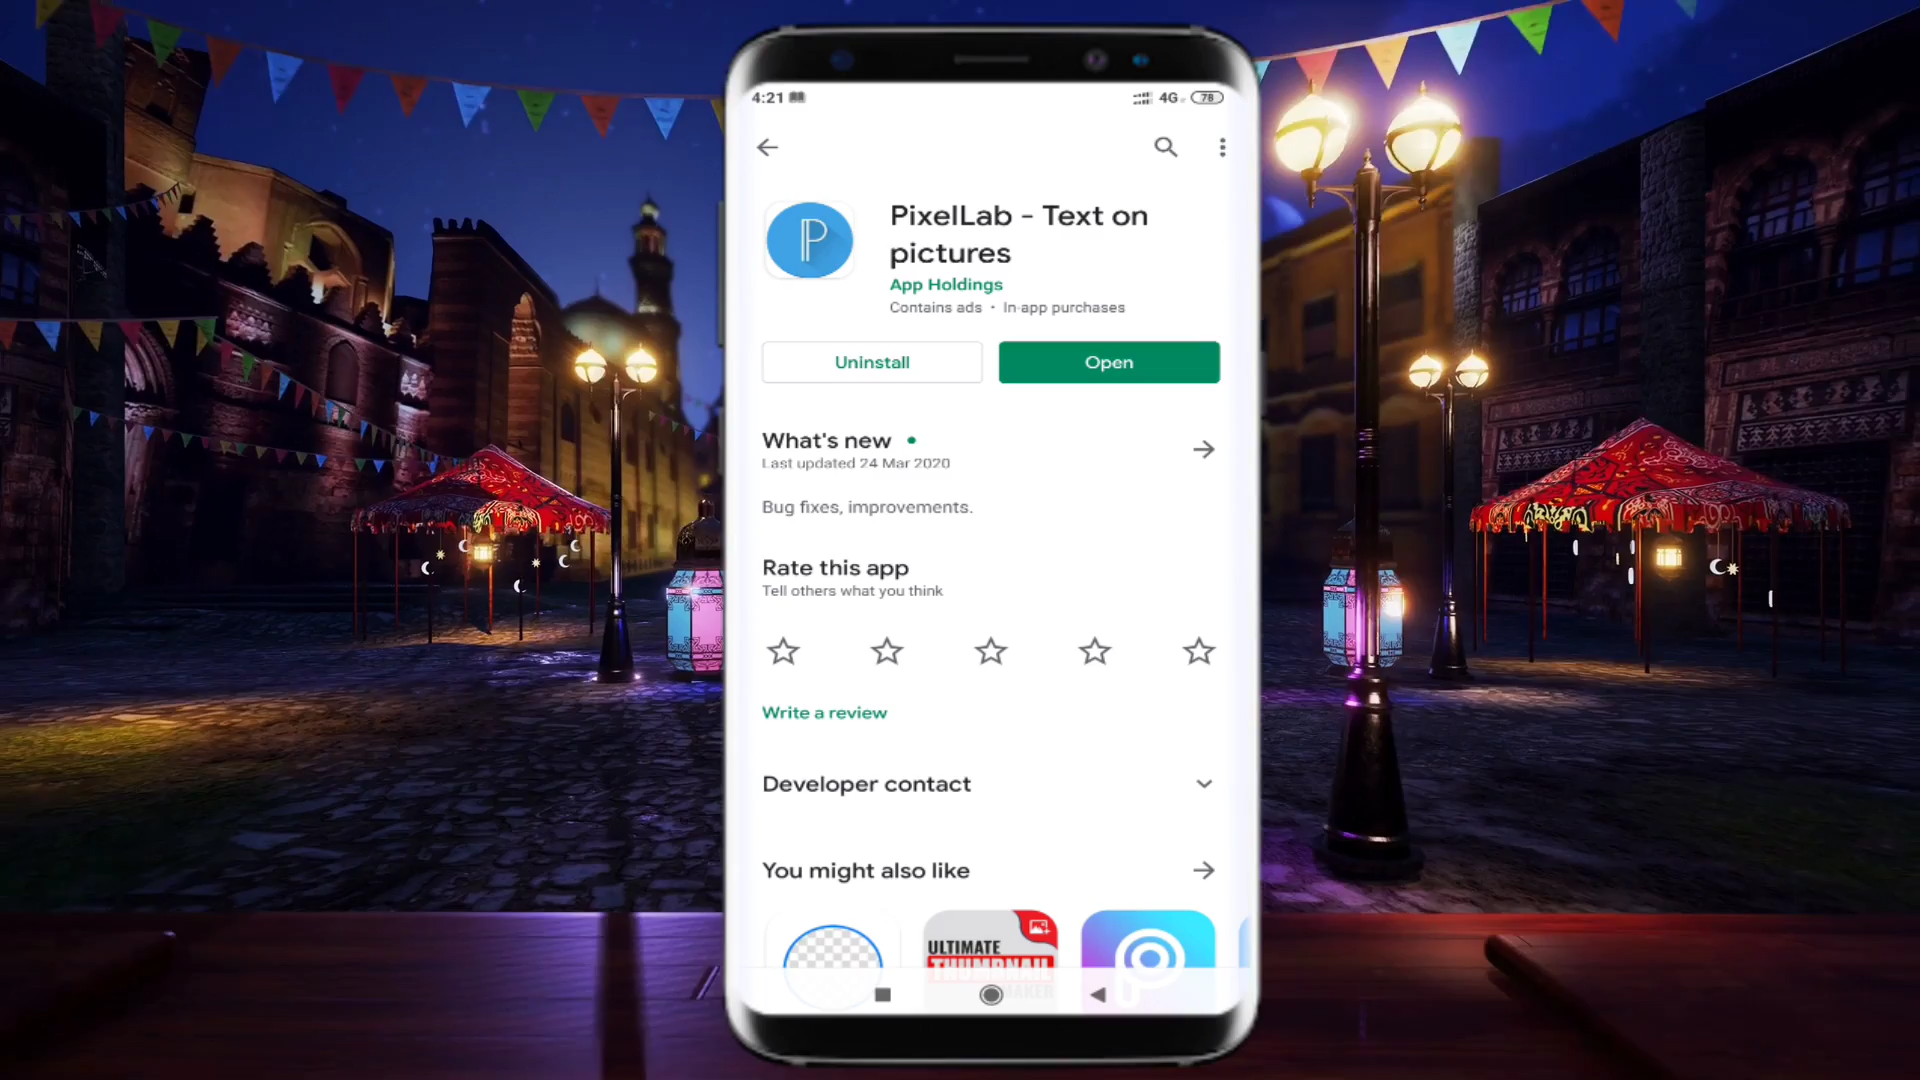 4:21
4G
78
P
PixelLab - Text on
pictures
App Holdings
Contains ads • In-app purchases
Uninstall
Open
What's new
Last updated 24 Mar 2020
Bug fixes, improvements.
Rate this app
Tell others what you think
Write a review
Developer contact
You might also like
ULTIMATE
THUMBNAIL
MAKER